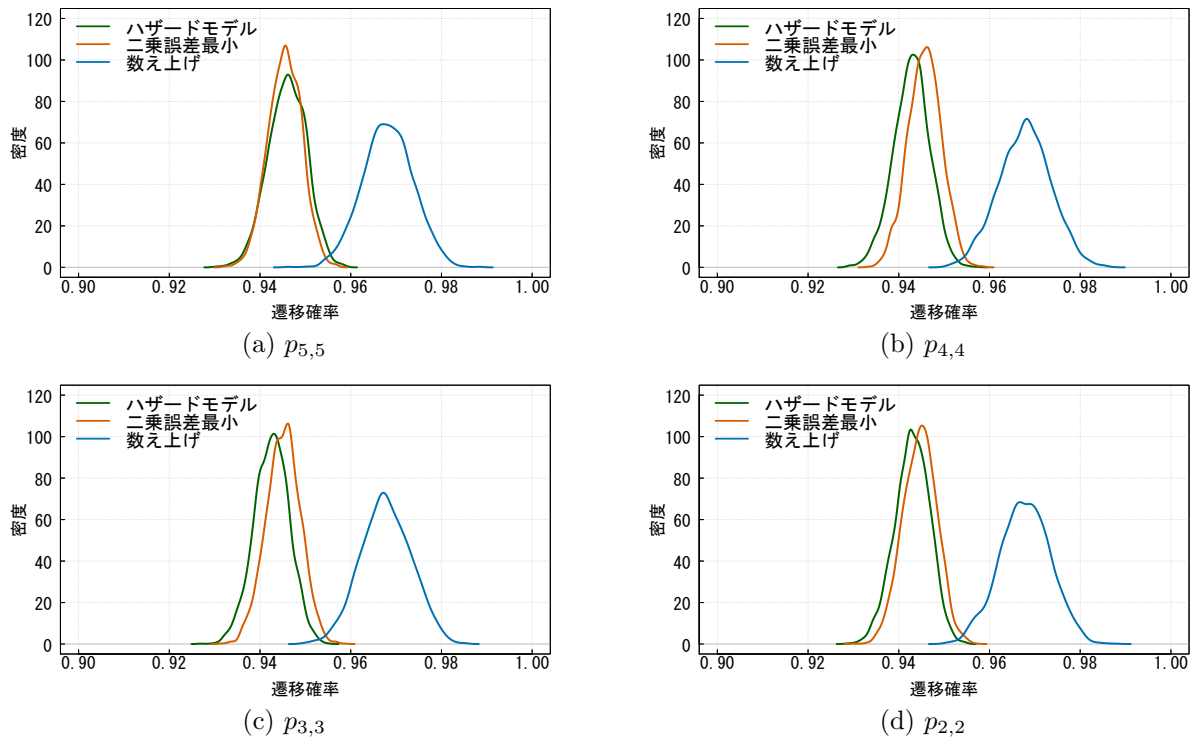 120
100
80
60
40
20
0
密度
ハザードモデル
二乗誤差最小
数え上げ
0.90 0.92 0.94 0.96 0.98 1.00
遷移確率
(a) p5,5
120
100
80
60
40
20
0
密度
ハザードモデル
二乗誤差最小
数え上げ
0.90 0.92 0.94 0.96 0.98 1.00
遷移確率
(b) p4,4
120
100
80
60
40
20
0
密度
ハザードモデル
二乗誤差最小
数え上げ
0.90 0.92 0.94 0.96 0.98 1.00
遷移確率
(c) p3,3
120
100
80
60
40
20
0
密度
ハザードモデル
二乗誤差最小
数え上げ
0.90 0.92 0.94 0.96 0.98 1.00
遷移確率
(d) p2,2